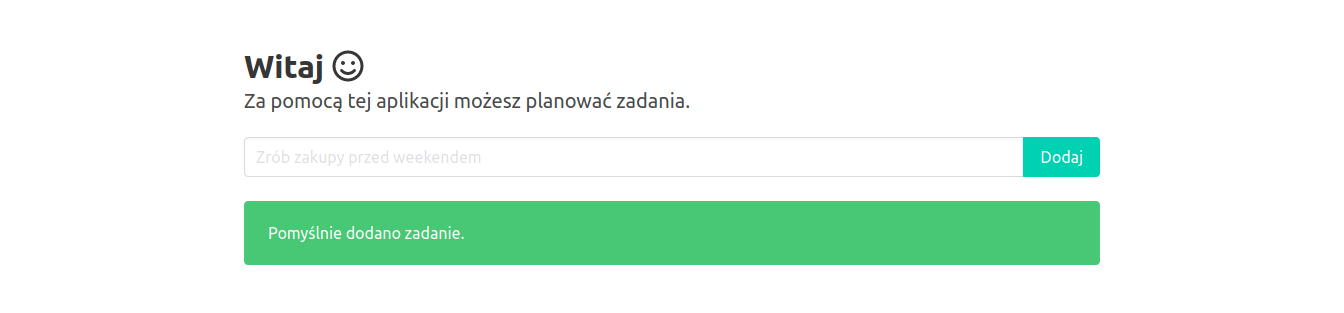 Witaj
Za pomocą tej aplikacji możesz planować zadania.
Zrób zakupy przed weekendem
Dodaj
Pomyślnie dodano zadanie.